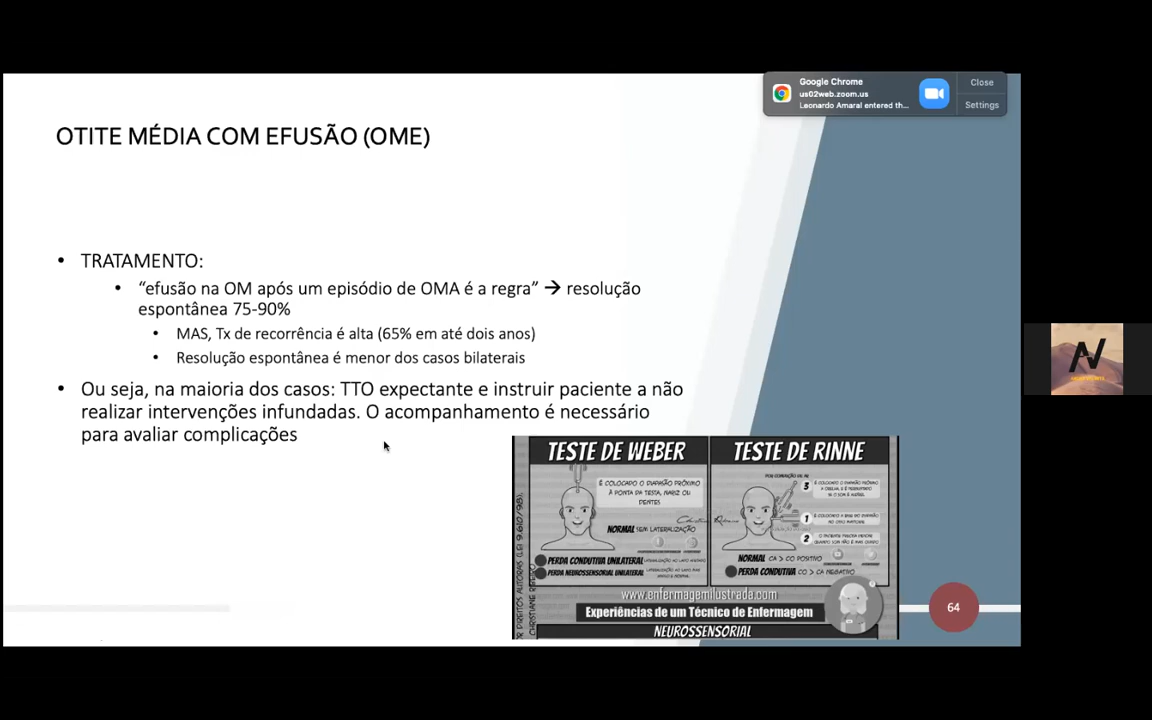 Google Chrome
us02web.zoom.us
Leonardo Amaral entered th...
Close
Settings
OTITE MÉDIA COM EFUSÃO (OME)
• TRATAMENTO:
• “efusão na OM após um episódio de OMA é a regra” → resolução
espontânea 75-90%
• MAS, Tx de recorrência é alta (65% em até dois anos)
• Resolução espontânea é menor dos casos bilaterais
• Ou seja, na maioria dos casos: TTO expectante e instruir paciente a não
realizar intervenções infundadas. O acompanhamento é necessário
para avaliar complicações
TESTE DE WEBER
É COLOCADO O DIAPASÃO PRÓXIMO
À PONTA DA TESTA, NARIZ OU
DENTES
NORMAL SEM LATERALIZAÇÃO
PERDA CONDUTIVA UNILATERAL
PERDA NEUROSSENSORIAL UNILATERAL
TESTE DE RINNE
3
1
2
NORMAL CA > CO POSITIVO
PERDA CONDUTIVA CO > CA NEGATIVO
www.enfermagemilustrada.com
Experiências de um Técnico de Enfermagem
NEUROSSENSORIAL
64